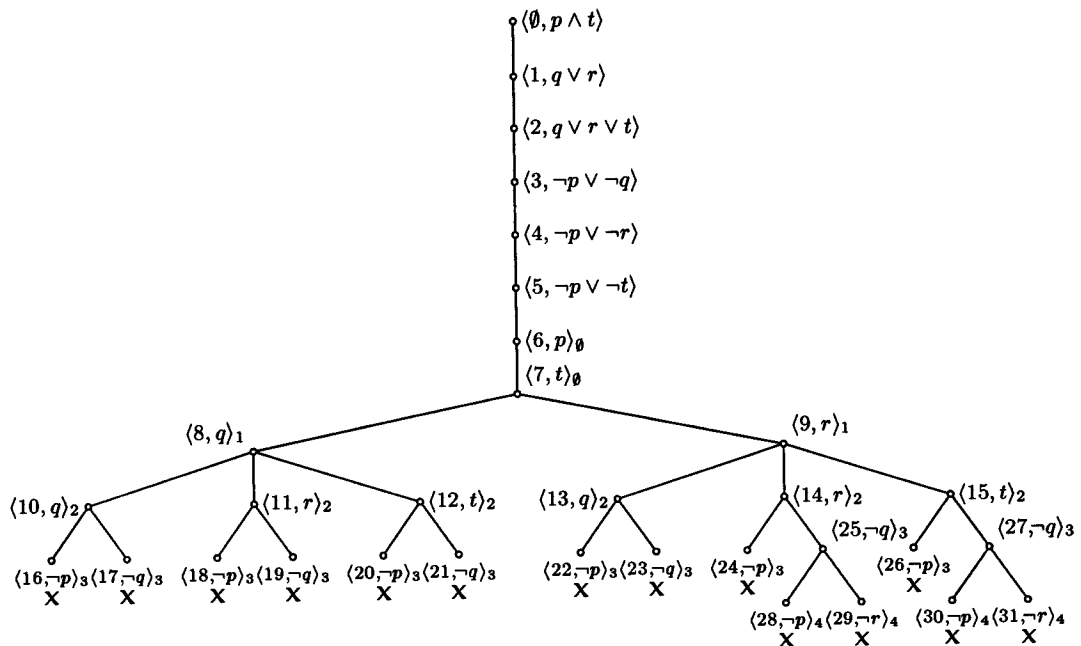 ⟨∅, p ∧ t⟩
⟨1, q ∨ r⟩
⟨2, q ∨ r ∨ t⟩
⟨3, ¬p ∨ ¬q⟩
⟨4, ¬p ∨ ¬r⟩
⟨5, ¬p ∨ ¬t⟩
⟨6, p⟩∅
⟨7, t⟩∅
⟨8, q⟩₁ ⟨9, r⟩₁
⟨10, q⟩₂ ⟨11, r⟩₂ ⟨12, t⟩₂ ⟨13, q⟩₂ ⟨14, r⟩₂ ⟨15, t⟩₂
⟨25,¬q⟩₃ ⟨27,¬q⟩₃
⟨16,¬p⟩₃ ⟨17,¬q⟩₃ ⟨18,¬p⟩₃ ⟨19,¬q⟩₃ ⟨20,¬p⟩₃ ⟨21,¬q⟩₃ ⟨22,¬p⟩₃ ⟨23,¬q⟩₃ ⟨24,¬p⟩₃ ⟨26,¬p⟩₃
X X X X X X X X X X
⟨28,¬p⟩₄ ⟨29,¬r⟩₄ ⟨30,¬p⟩₄ ⟨31,¬r⟩₄
X X X X